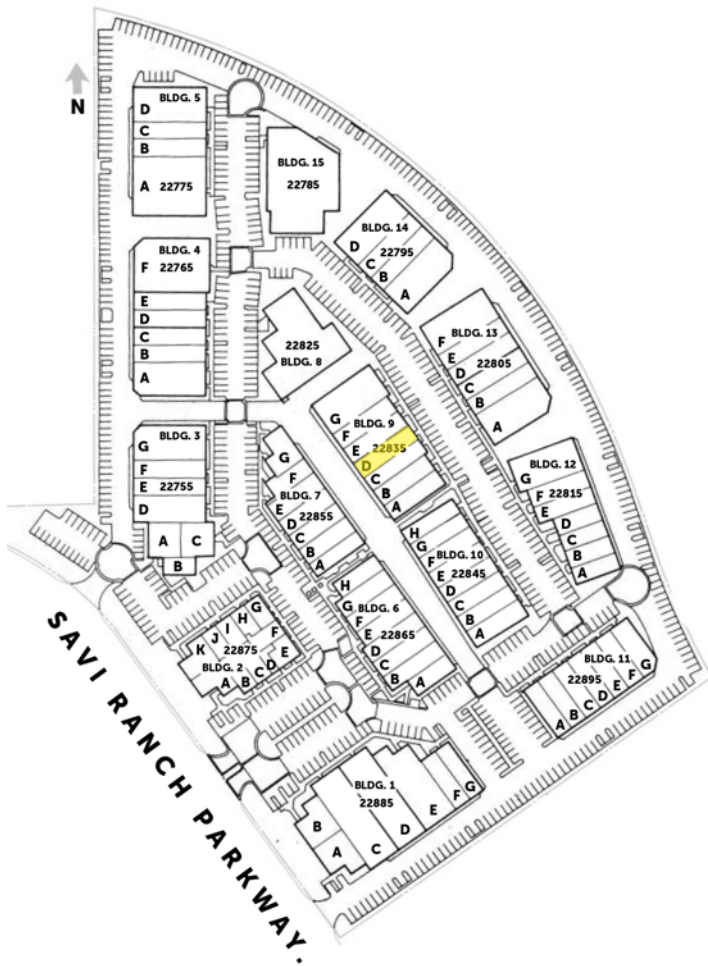 N
BLDG. 5
D
C
B
A 22775
BLDG. 15
22785
BLDG. 14
22795
D
C
B
A
BLDG. 4
F 22765
E
D
C
B
A
22825
BLDG. 8
BLDG. 13
22805
F
E
D
C
B
A
BLDG. 9
22835
G
F
E
D
C
B
A
BLDG. 3
G
F
E 22755
D
A C
B
G
F
BLDG. 7
E 22855
D
C
B
A
BLDG. 12
G 22815
F
E
D
C
B
A
H
G BLDG. 10
F 22845
E
D
C
B
A
H
G BLDG. 6
F 22865
E
D
C
B
A
G
H
I
J
K
F
22875
E
BLDG. 2
D
C
B
A
BLDG. 11
22895
A
B
C
D
E
F
G
BLDG. 1
22885
B
A
C
D
E
F
G
SAVI RANCH PARKWAY.